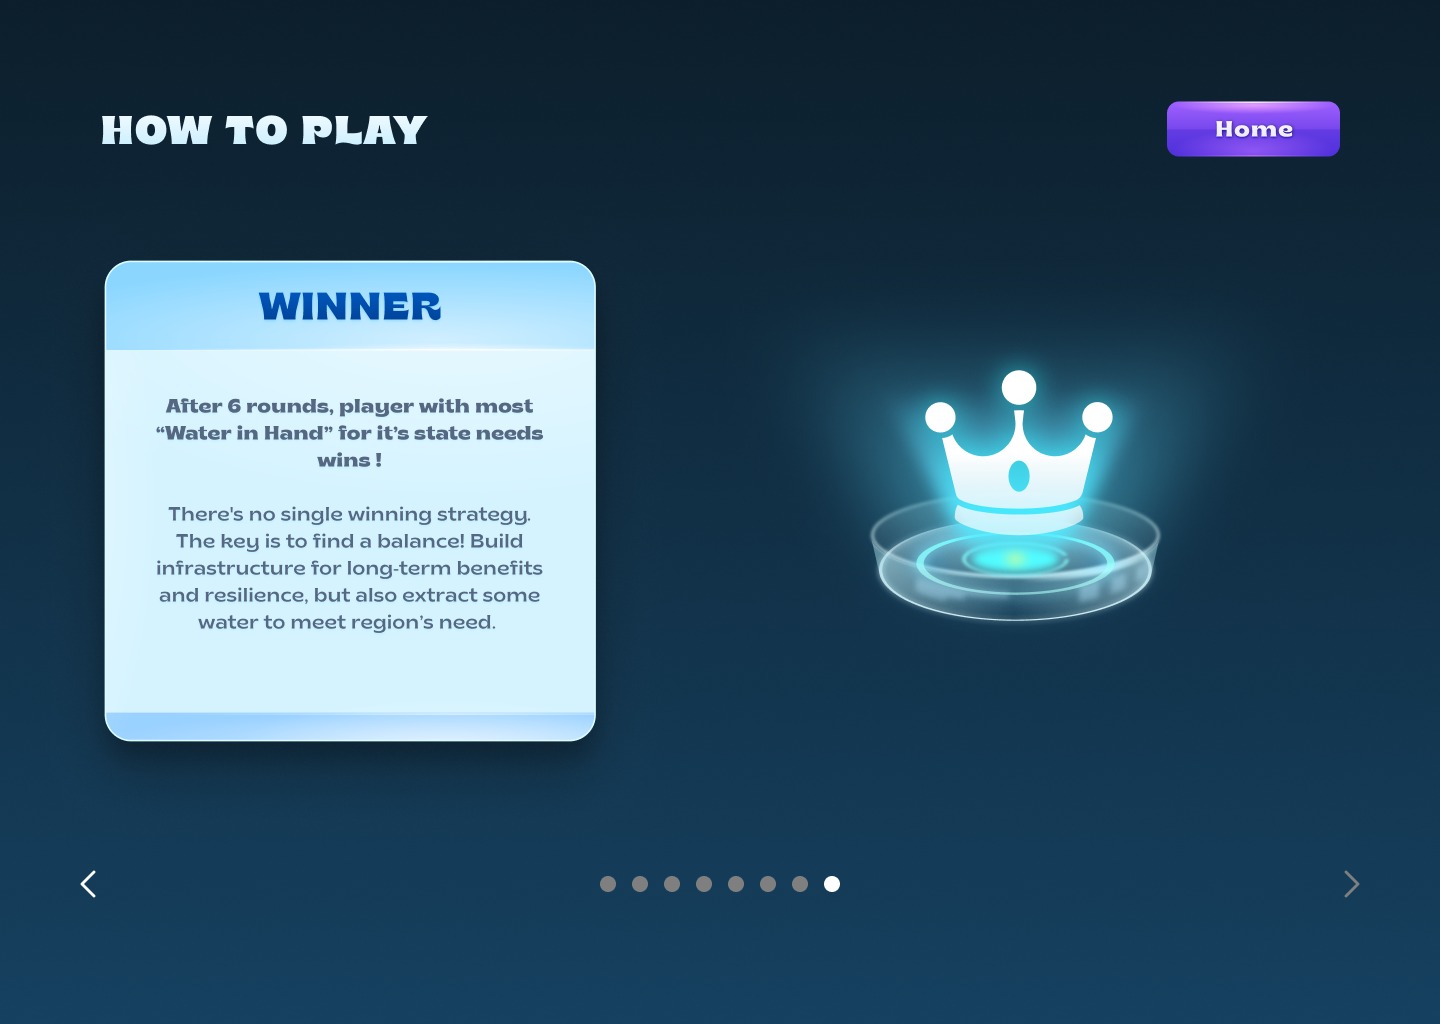 HOW TO PLAY
Home
WINNER
After 6 rounds, player with most
“Water in Hand” for it’s state needs
wins !
There's no single winning strategy.
The key is to find a balance! Build
infrastructure for long-term benefits
and resilience, but also extract some
water to meet region’s need.